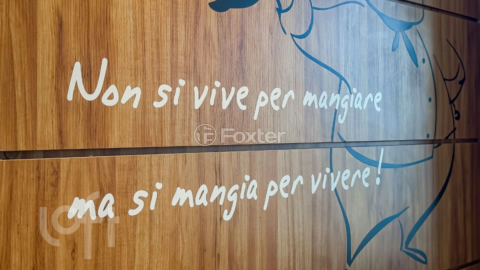 Non si vive per mangiare
Foxter
ma si mangia per vivere!
loft